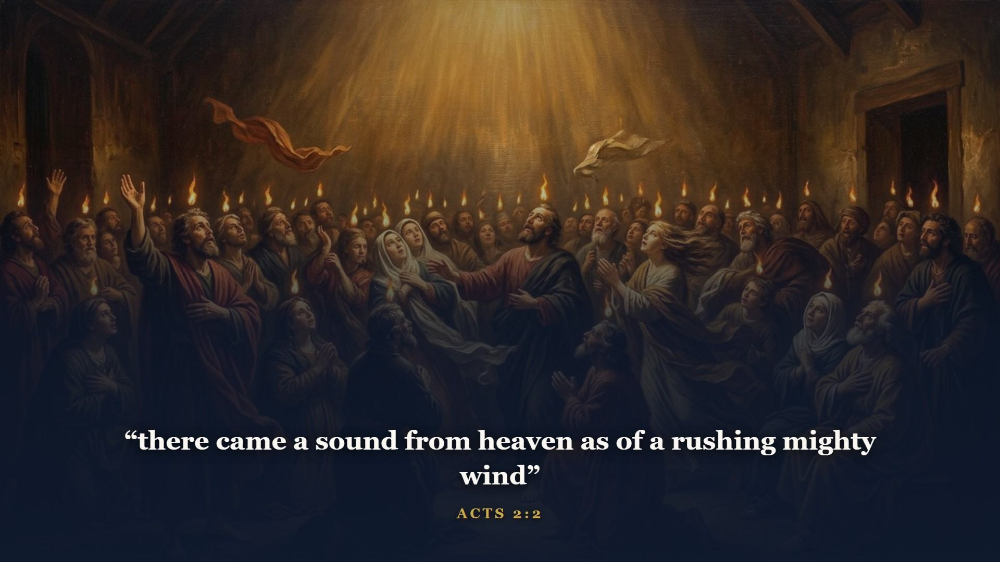 “there came a sound from heaven as of a rushing mighty
wind”
ACTS 2:2